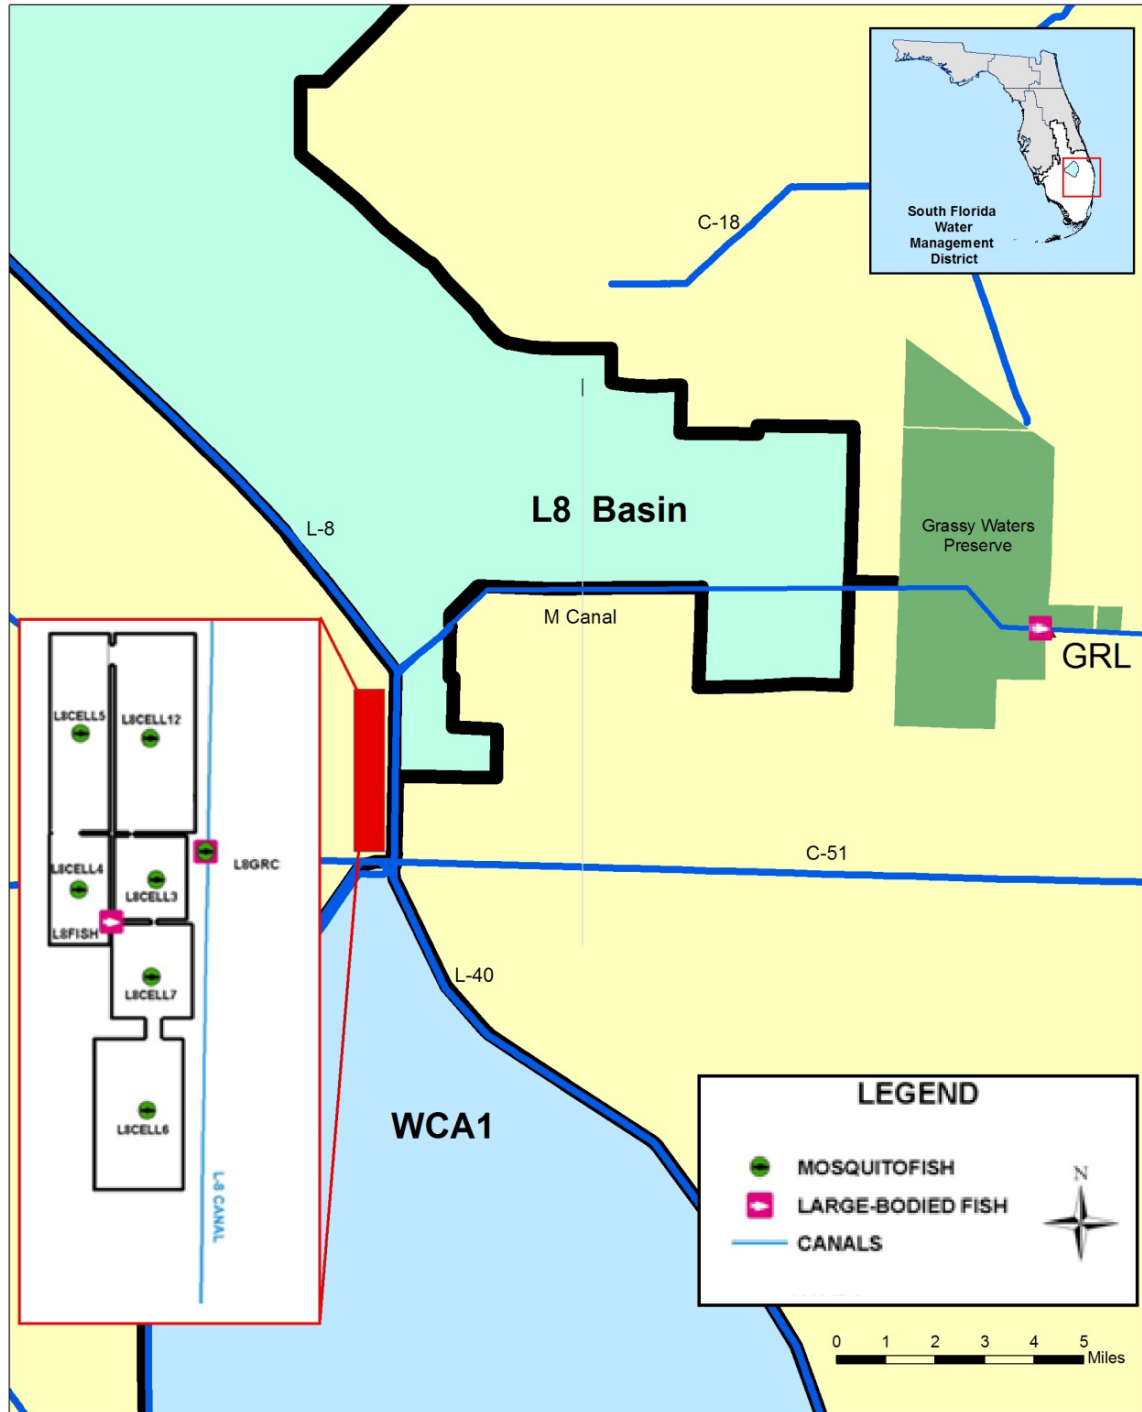 South Florida
Water
Management
District
C-18
L8 Basin
L-8
Grassy Waters
Preserve
M Canal
GRL
L8CELL5
L8CELL12
L8GRC
L8CELL4
L8CELL3
L8FISH
L8CELL7
L8CELL6
L-8 CANAL
C-51
L-40
WCA1
LEGEND
MOSQUITOFISH
LARGE-BODIED FISH
CANALS
N
0 1 2 3 4 5
Miles